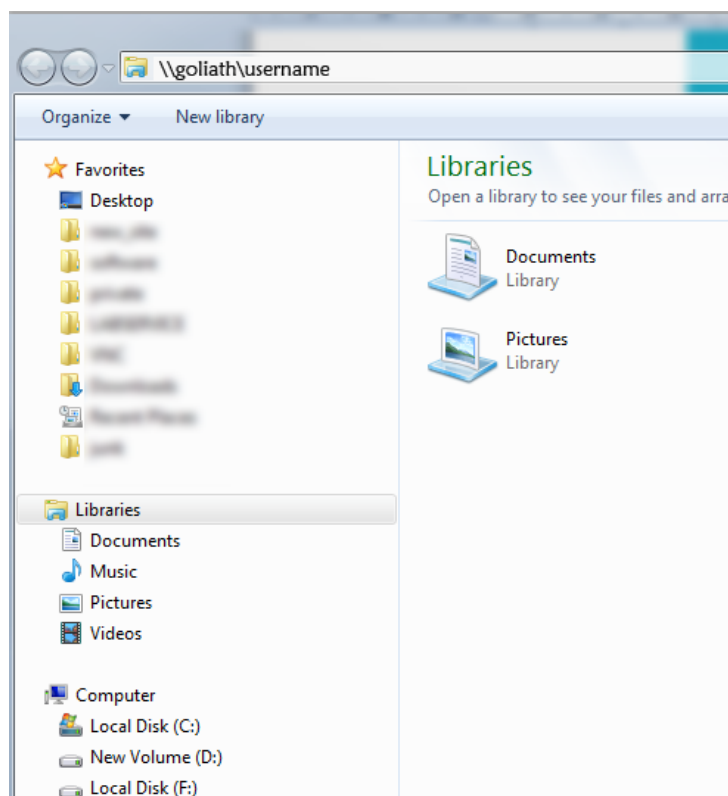 \\goliath\username
Organize
New library
Favorites
Desktop
Libraries
Documents
Music
Pictures
Videos
Computer
Local Disk (C:)
New Volume (D:)
Local Disk (F:)
Libraries
Open a library to see your files and arra
Documents
Library
Pictures
Library